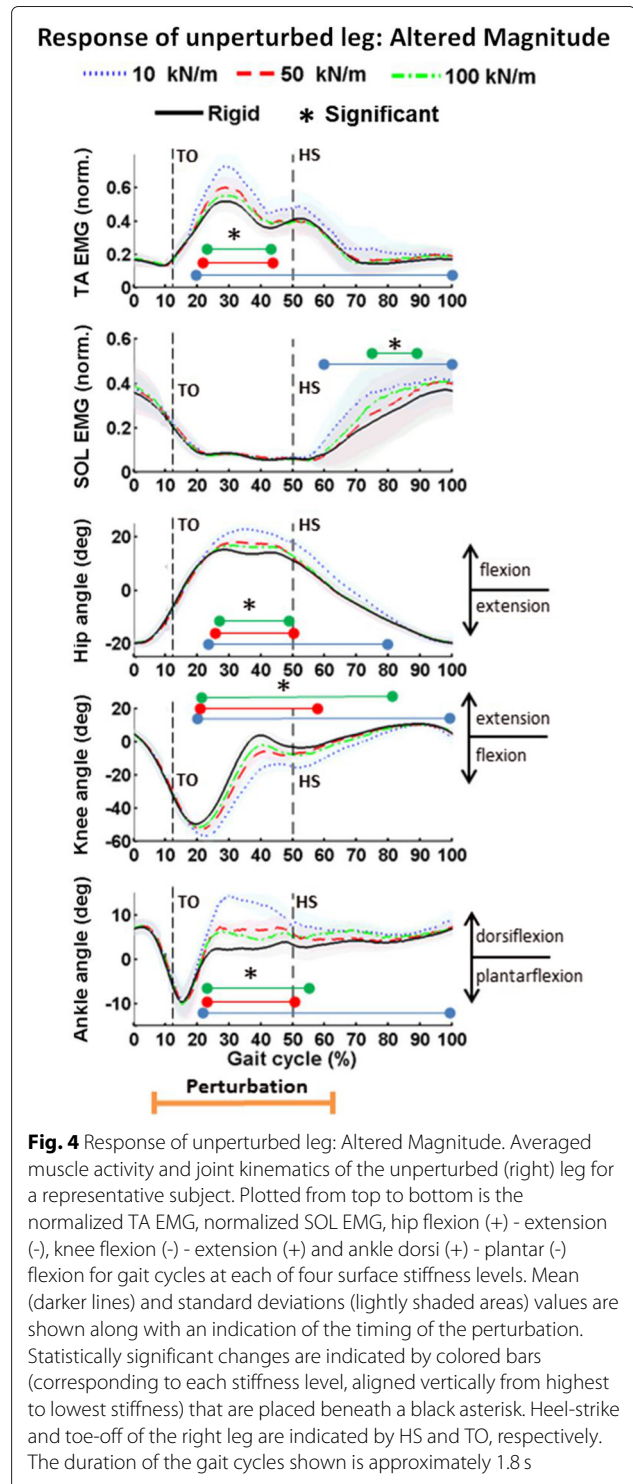 Response of unperturbed leg: Altered Magnitude
10 kN/m 50 kN/m 100 kN/m
Rigid * Significant
TA EMG (norm.)
0.6
0.4
0.2
0
TO
HS
*
0 10 20 30 40 50 60 70 80 90 100
SOL EMG (norm.)
0.6
0.4
0.2
0
TO
HS
*
0 10 20 30 40 50 60 70 80 90 100
Hip angle (deg)
20
0
-20
TO
HS
*
flexion
extension
0 10 20 30 40 50 60 70 80 90 100
Knee angle (deg)
20
0
-20
-40
-60
*
TO
HS
extension
flexion
0 10 20 30 40 50 60 70 80 90 100
Ankle angle (deg)
10
0
-10
TO
HS
*
dorsiflexion
plantarflexion
0 10 20 30 40 50 60 70 80 90 100
Gait cycle (%)
Perturbation
Fig. 4 Response of unperturbed leg: Altered Magnitude. Averaged
muscle activity and joint kinematics of the unperturbed (right) leg for
a representative subject. Plotted from top to bottom is the
normalized TA EMG, normalized SOL EMG, hip flexion (+) - extension
(-), knee flexion (-) - extension (+) and ankle dorsi (+) - plantar (-)
flexion for gait cycles at each of four surface stiffness levels. Mean
(darker lines) and standard deviations (lightly shaded areas) values are
shown along with an indication of the timing of the perturbation.
Statistically significant changes are indicated by colored bars
(corresponding to each stiffness level, aligned vertically from highest
to lowest stiffness) that are placed beneath a black asterisk. Heel-strike
and toe-off of the right leg are indicated by HS and TO, respectively.
The duration of the gait cycles shown is approximately 1.8 s